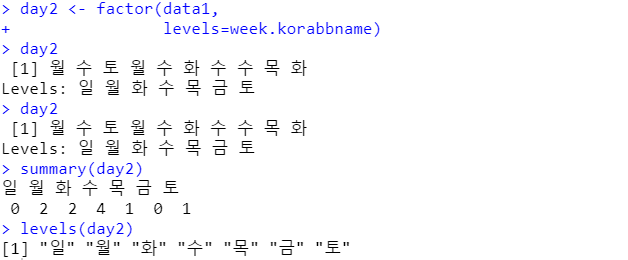 > day2 <- factor(data1,
+                levels=week.korabbname)
> day2
 [1] 월 수 토 월 수 화 수 수 목 화
Levels: 일 월 화 수 목 금 토
> day2
 [1] 월 수 토 월 수 화 수 수 목 화
Levels: 일 월 화 수 목 금 토
> summary(day2)
일 월 화 수 목 금 토
 0  2  2  4  1  0  1
> levels(day2)
[1] "일" "월" "화" "수" "목" "금" "토"